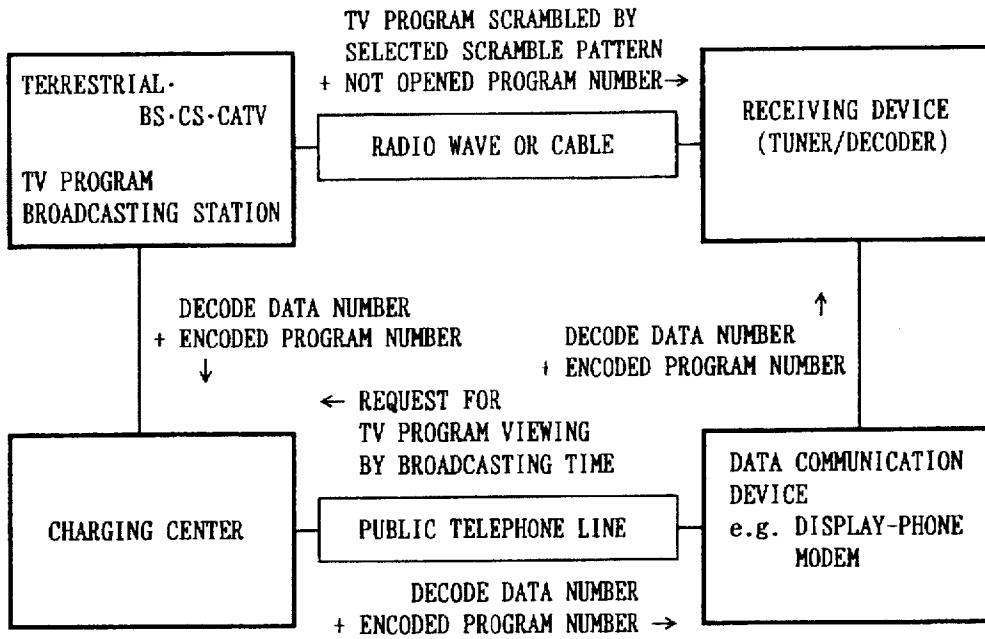 TV PROGRAM SCRAMBLED BY
SELECTED SCRAMBLE PATTERN
+ NOT OPENED PROGRAM NUMBER→
TERRESTRIAL·
BS·CS·CATV
TV PROGRAM
BROADCASTING STATION
RADIO WAVE OR CABLE
RECEIVING DEVICE
(TUNER/DECODER)
DECODE DATA NUMBER
+ ENCODED PROGRAM NUMBER
↓
↑
DECODE DATA NUMBER
+ ENCODED PROGRAM NUMBER
← REQUEST FOR
TV PROGRAM VIEWING
BY BROADCASTING TIME
CHARGING CENTER
PUBLIC TELEPHONE LINE
DATA COMMUNICATION
DEVICE
e.g. DISPLAY-PHONE
MODEM
DECODE DATA NUMBER
+ ENCODED PROGRAM NUMBER →